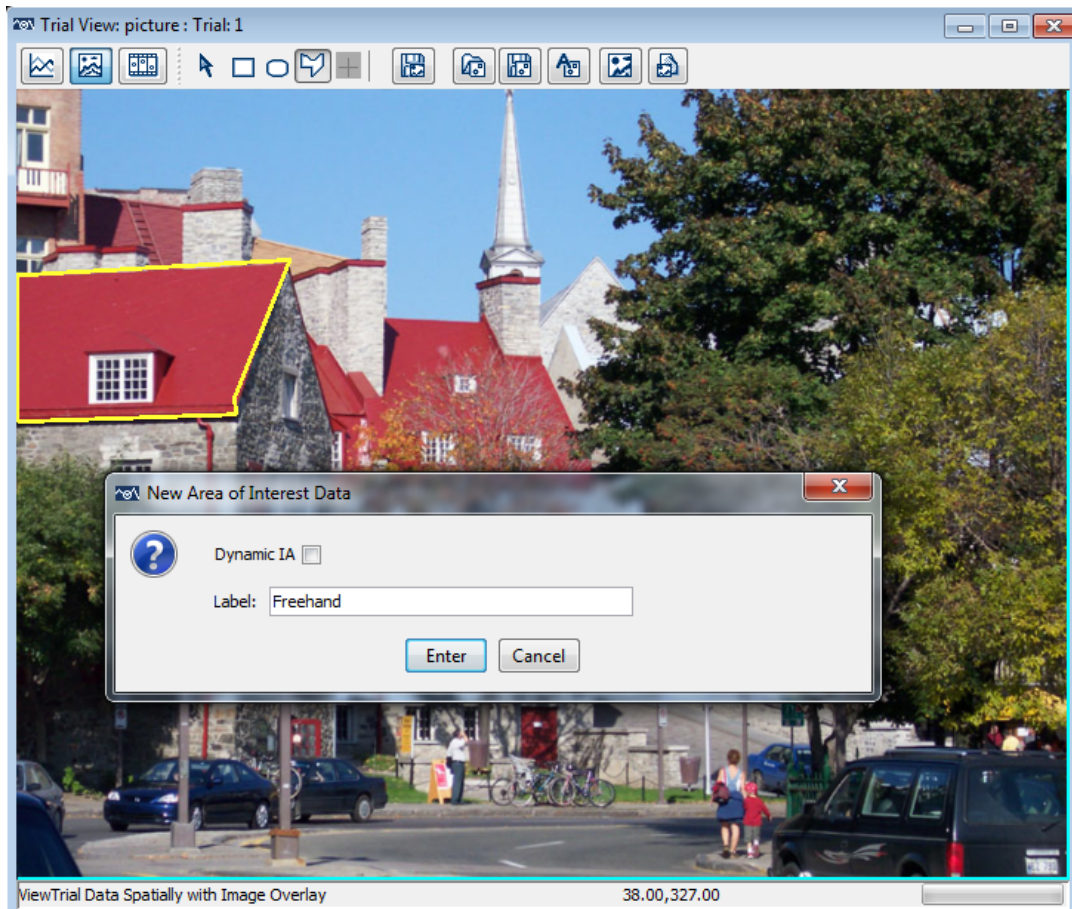 Trial View: picture : Trial: 1
New Area of Interest Data
Dynamic IA
Label: Freehand
Enter Cancel
ViewTrial Data Spatially with Image Overlay 38.00,327.00